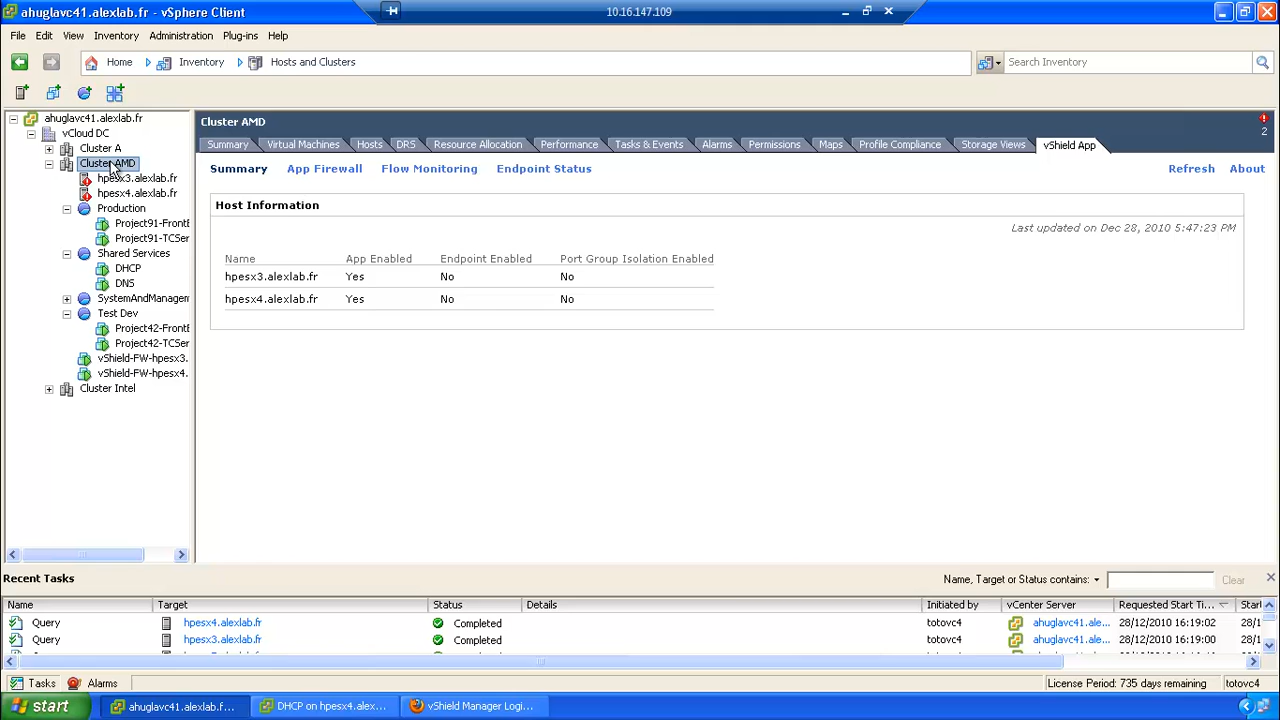 ahuglavc41.alexlab.fr - vSphere Client
10.16.147.109
File Edit View Inventory Administration Plug-ins Help
Home Inventory Hosts and Clusters
Search Inventory
ahuglavc41.alexlab.fr
vCloud DC
Cluster A
Cluster AMD
hpesx3.alexlab.fr
hpesx4.alexlab.fr
Production
Project91-FrontE
Project91-TCSer
Shared Services
DHCP
DNS
SystemAndManagem
Test Dev
Project42-FrontE
Project42-TCSer
vShield-FW-hpesx3.
vShield-FW-hpesx4.
Cluster Intel
Cluster AMD
2
Summary Virtual Machines Hosts DRS Resource Allocation Performance Tasks & Events Alarms Permissions Maps Profile Compliance Storage Views vShield App
Summary App Firewall Flow Monitoring Endpoint Status Refresh About
Host Information
Last updated on Dec 28, 2010 5:47:23 PM
Name App Enabled Endpoint Enabled Port Group Isolation Enabled
hpesx3.alexlab.fr Yes No No
hpesx4.alexlab.fr Yes No No
Recent Tasks
Name, Target or Status contains: Clear
Name Target Status Details Initiated by vCenter Server Requested Start Ti... Start
Query hpesx4.alexlab.fr Completed totovc4 ahuglavc41.ale... 28/12/2010 16:19:02 28/1
Query hpesx3.alexlab.fr Completed totovc4 ahuglavc41.ale... 28/12/2010 16:19:00 28/1
Tasks Alarms License Period: 735 days remaining totovc4
start ahuglavc41.alexlab.f... DHCP on hpesx4.alex... vShield Manager Logi...